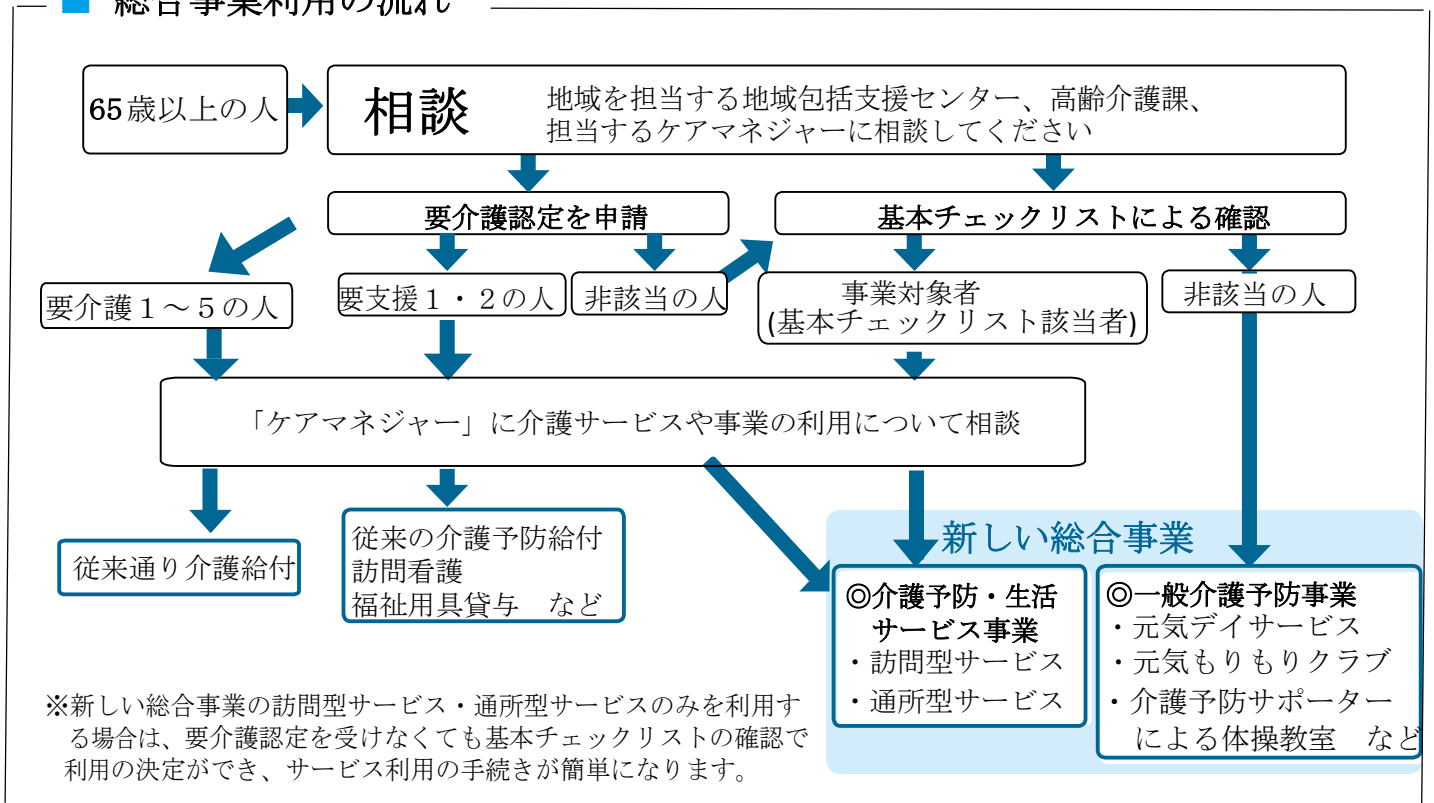 ■ 総合事業利用の流れ
65歳以上の人
相談
地域を担当する地域包括支援センター、高齢介護課、
担当するケアマネジャーに相談してください
要介護認定を申請
基本チェックリストによる確認
要介護１～５の人
要支援１・２の人
非該当の人
事業対象者
(基本チェックリスト該当者)
非該当の人
「ケアマネジャー」に介護サービスや事業の利用について相談
従来通り介護給付
従来の介護予防給付
訪問看護
福祉用具貸与　など
新しい総合事業
◎介護予防・生活
サービス事業
・訪問型サービス
・通所型サービス
◎一般介護予防事業
・元気デイサービス
・元気もりもりクラブ
・介護予防サポーター
による体操教室　など
※新しい総合事業の訪問型サービス・通所型サービスのみを利用す
る場合は、要介護認定を受けなくても基本チェックリストの確認で
利用の決定ができ、サービス利用の手続きが簡単になります。